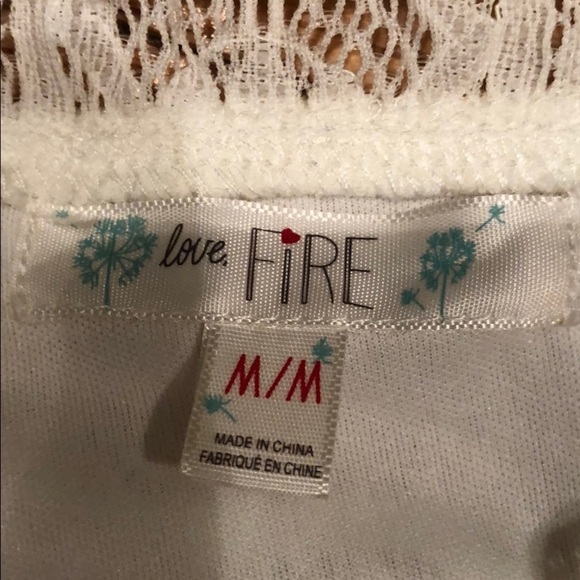 love, FiRE
M/M
MADE IN CHINA
FABRIQUÉ EN CHINE